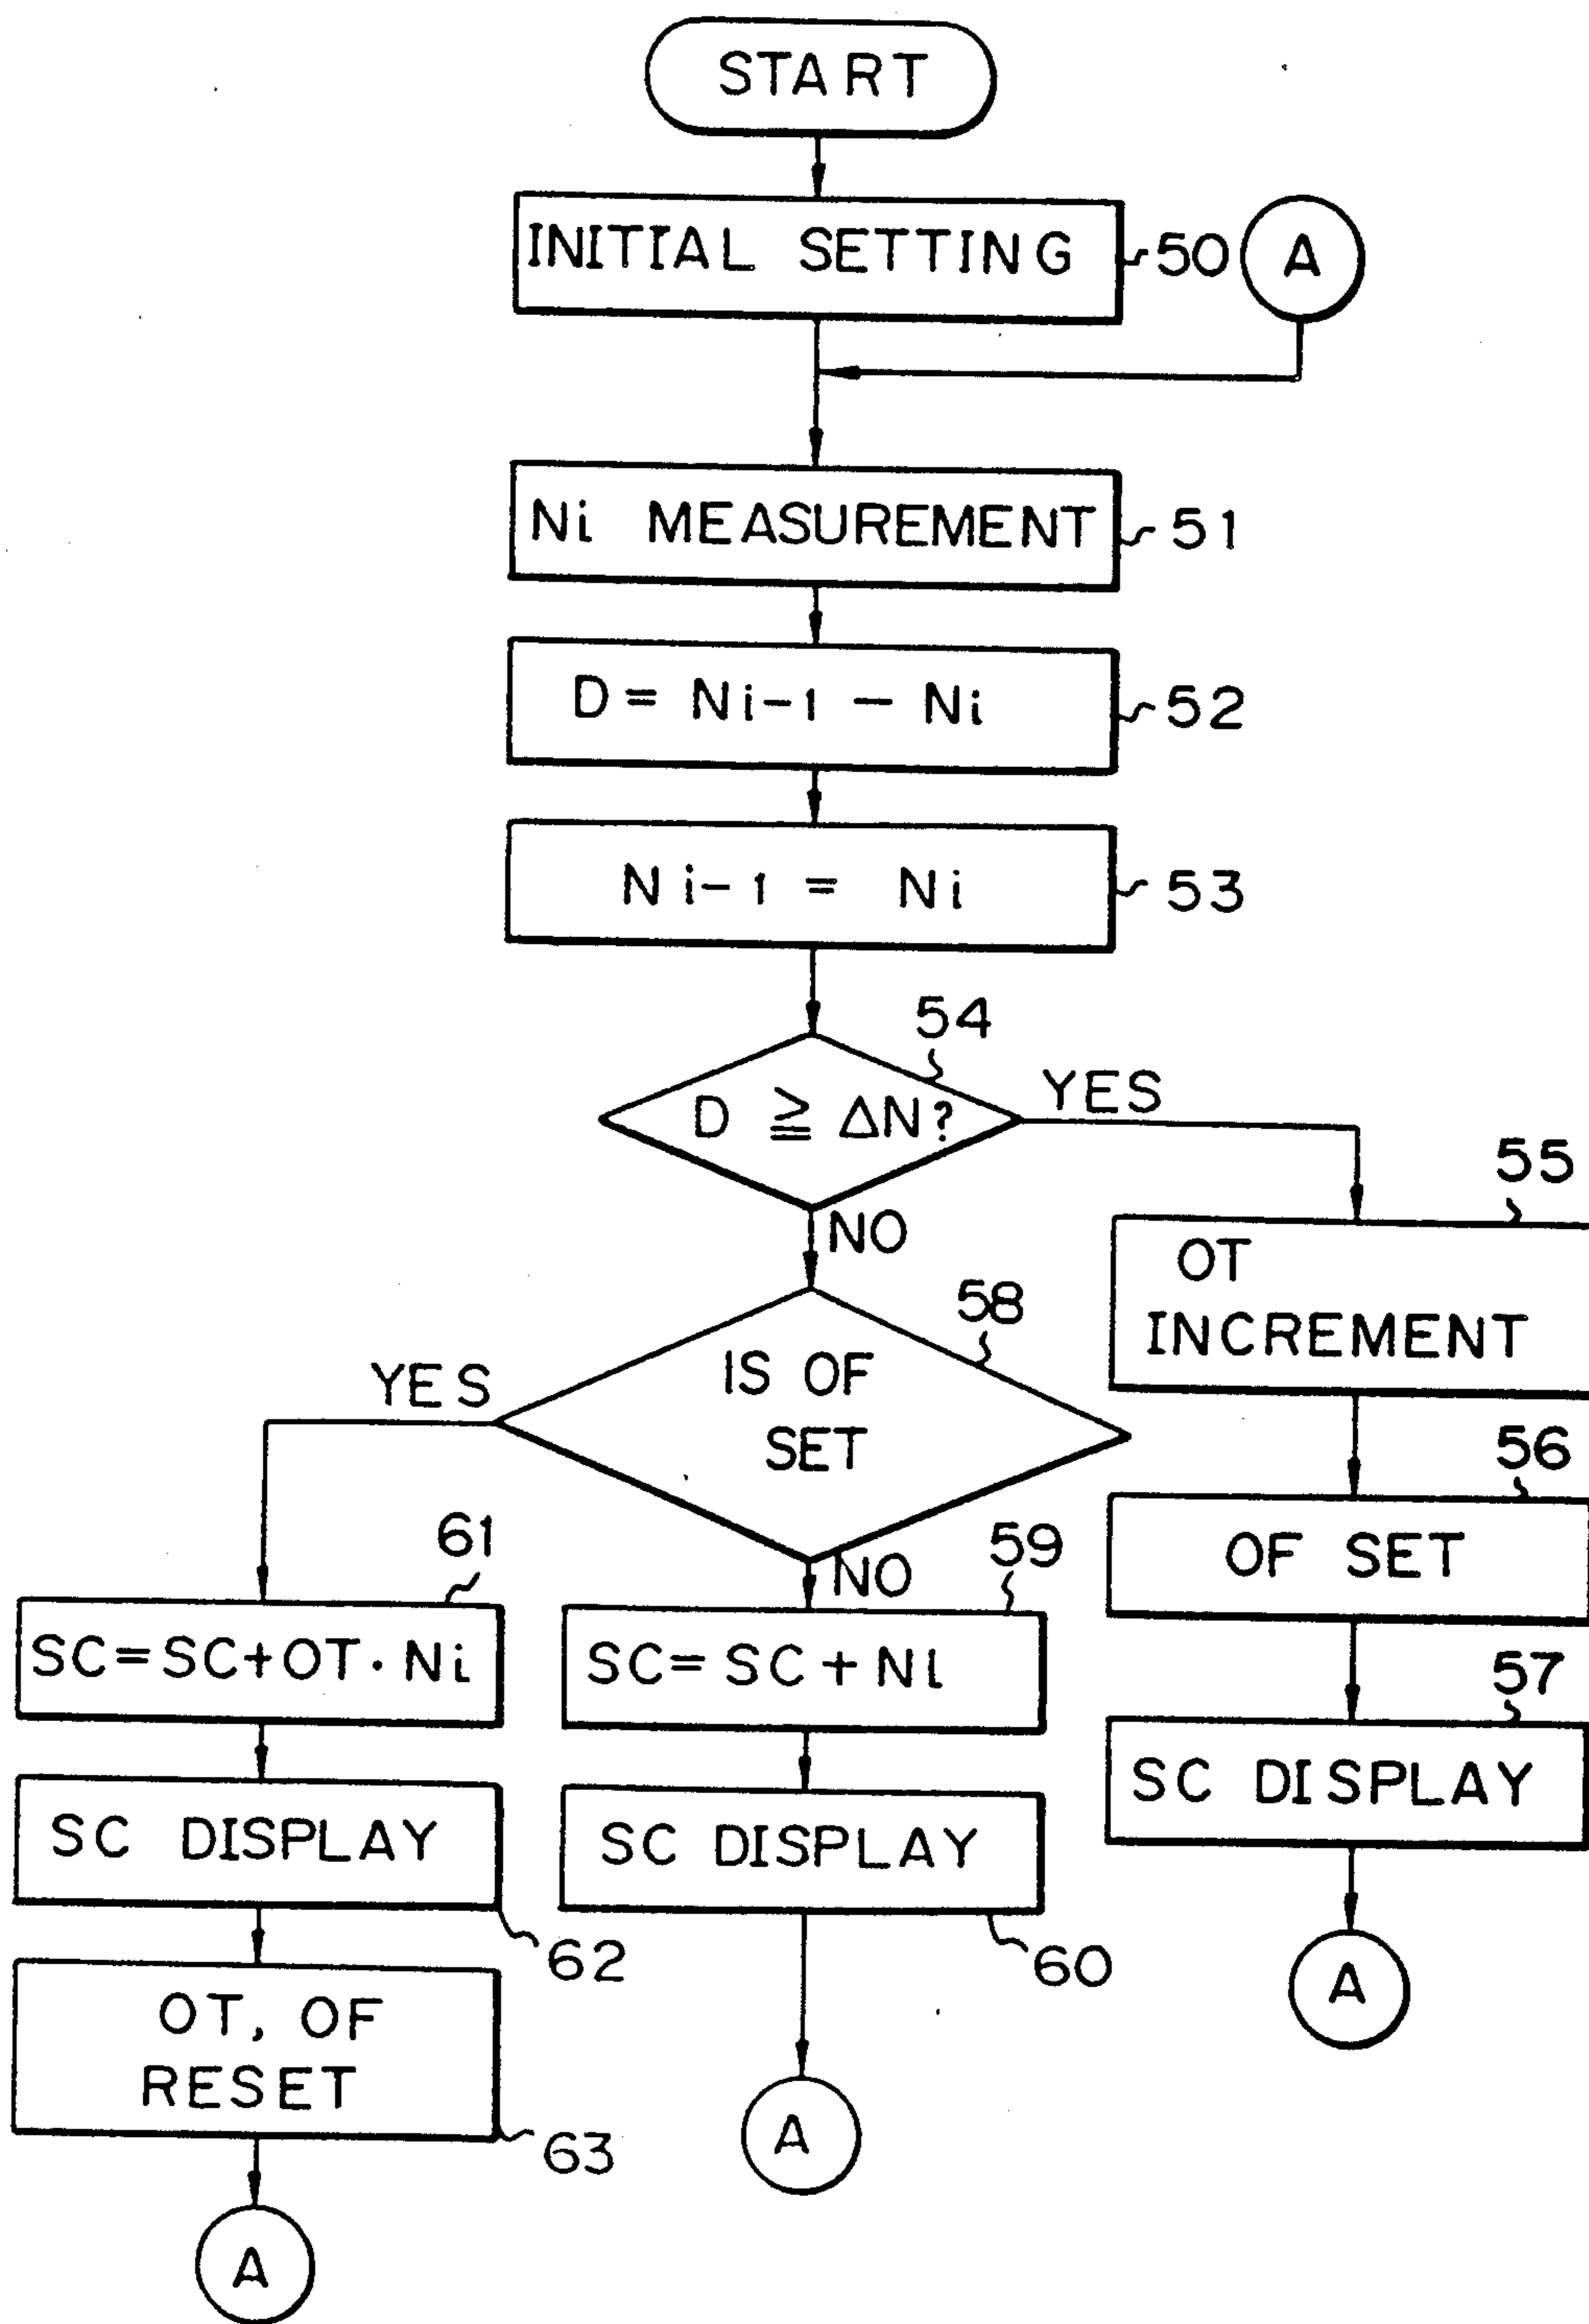 START
INITIAL SETTING
50
A
Ni MEASUREMENT
51
D = Ni-1 - Ni
52
Ni-1 = Ni
53
54
D ≧ ΔN?
YES
NO
55
OT
INCREMENT
58
IS OF
SET
YES
NO
56
OF SET
61
SC=SC+OT·Ni
59
SC=SC+Ni
57
SC DISPLAY
SC DISPLAY
62
SC DISPLAY
60
A
OT, OF
RESET
63
A
A